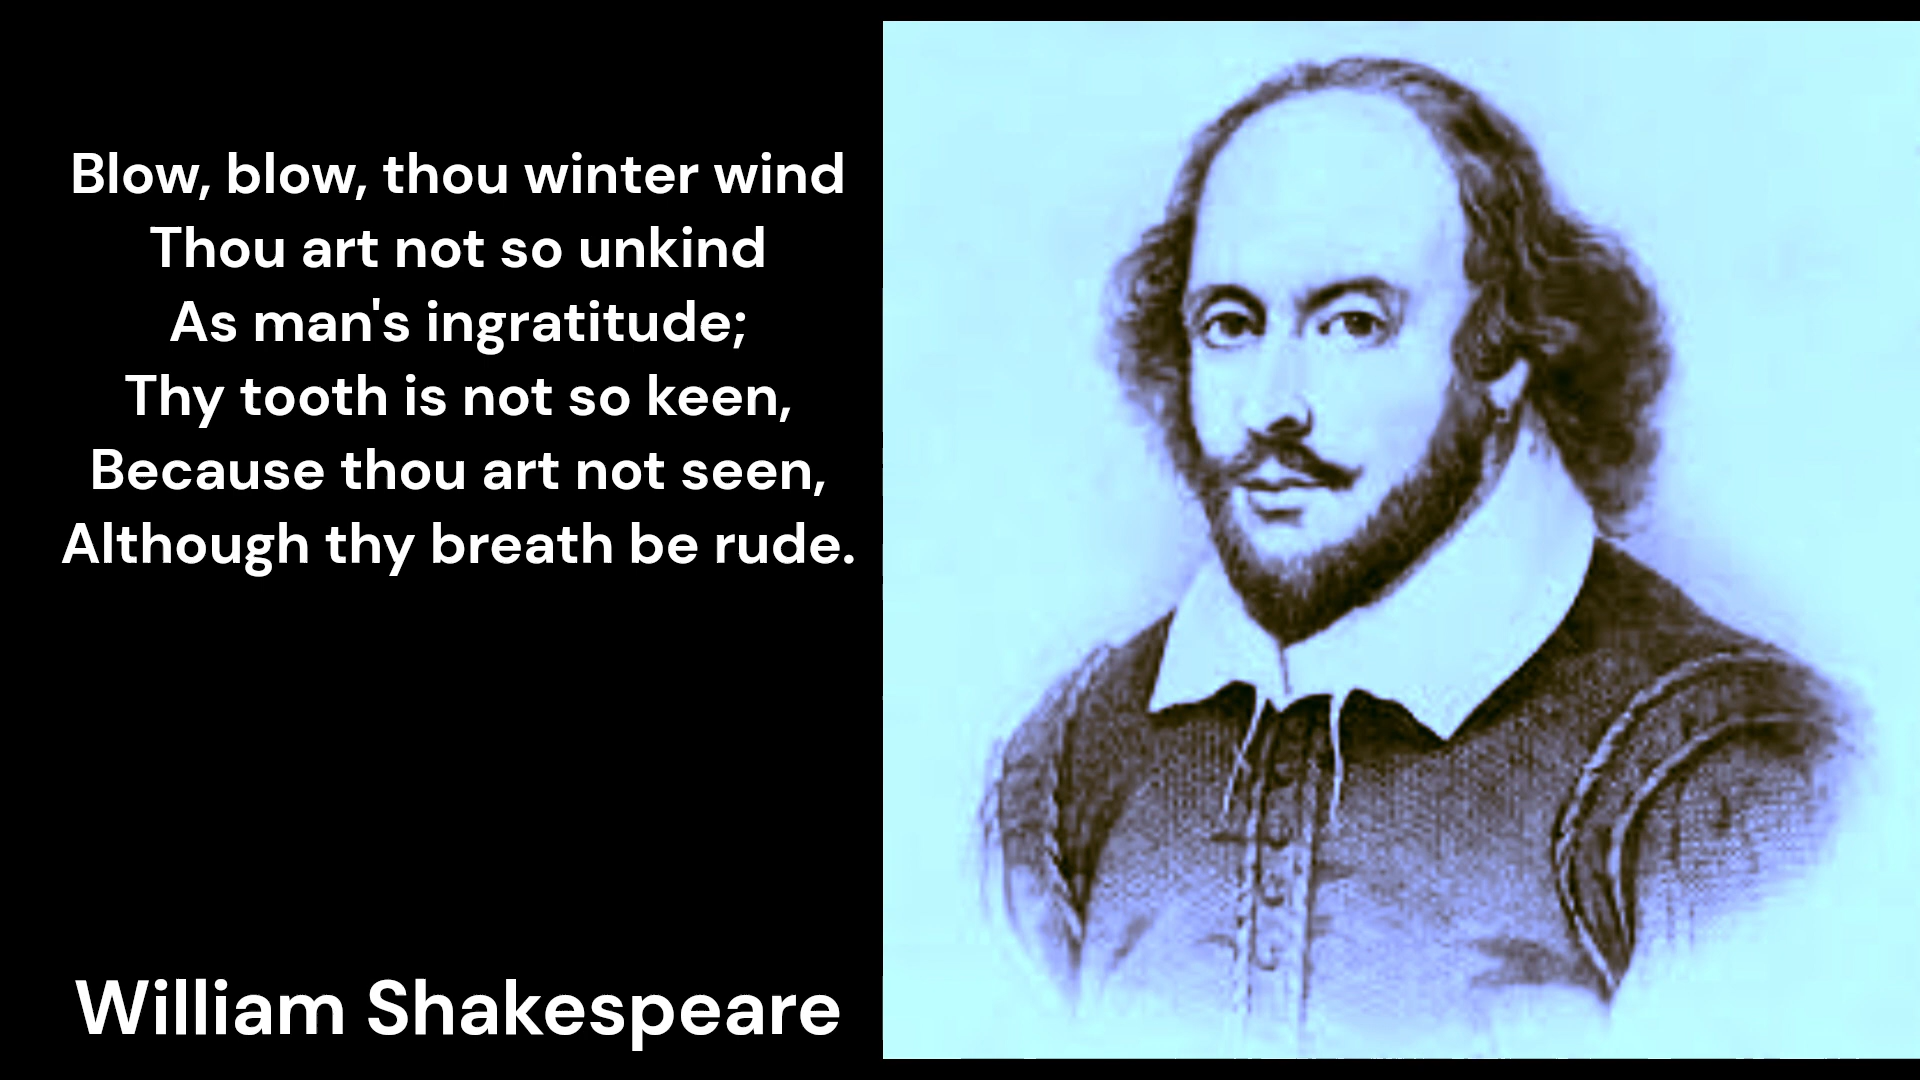 Blow, blow, thou winter wind
Thou art not so unkind
As man's ingratitude;
Thy tooth is not so keen,
Because thou art not seen,
Although thy breath be rude.
William Shakespeare